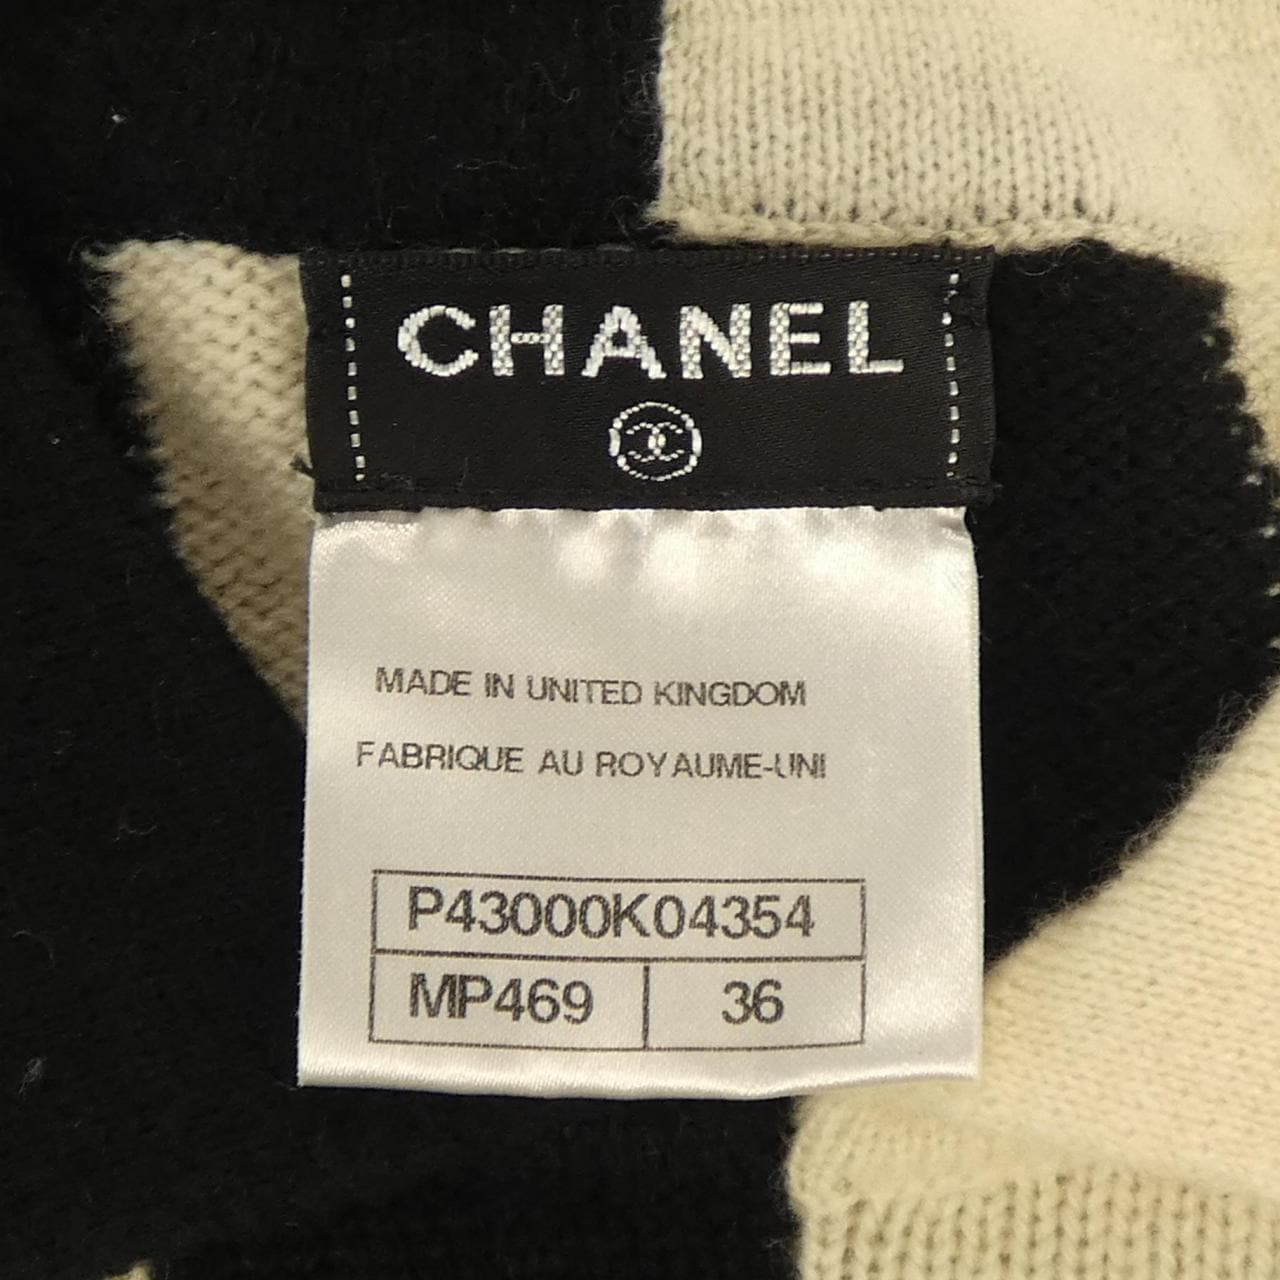 CHANEL
MADE IN UNITED KINGDOM
FABRIQUE AU ROYAUME-UNI
P43000K04354
MP469 36